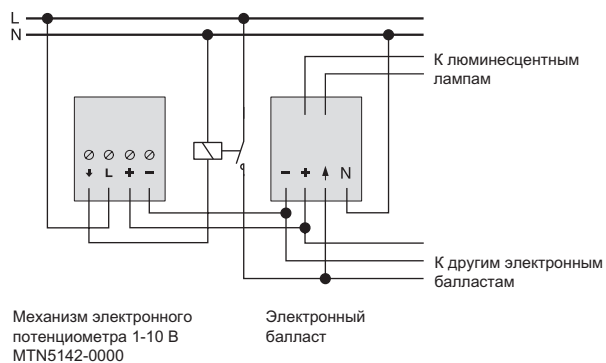 L
N
К люминесцентным
лампам
L + -
- + N
К другим электронным
балластам
Механизм электронного
потенциометра 1-10 В
MTN5142-0000
Электронный
балласт